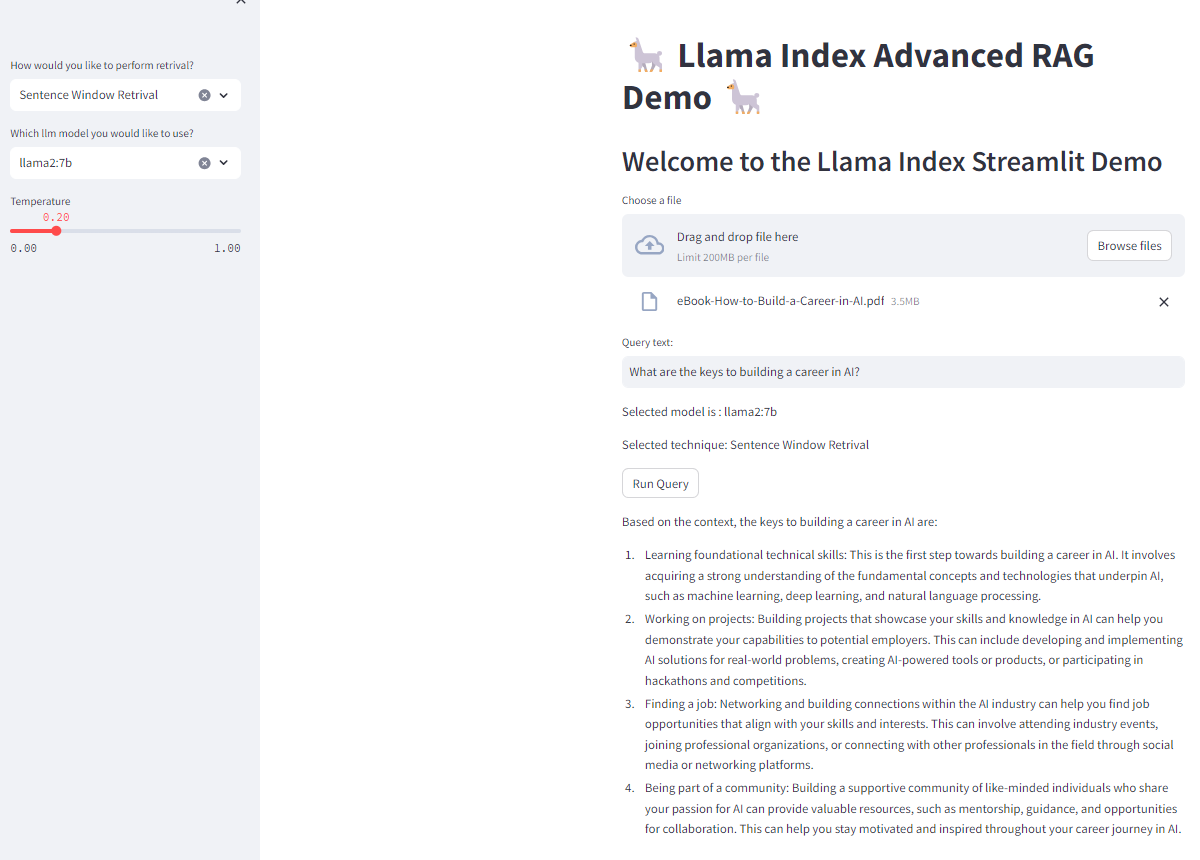 How would you like to perform retrival?
Sentence Window Retrival
Which llm model you would like to use?
llama2:7b
Temperature
0.20
0.00 1.00
Llama Index Advanced RAG
Demo
Welcome to the Llama Index Streamlit Demo
Choose a file
Drag and drop file here
Limit 200MB per file
Browse files
eBook-How-to-Build-a-Career-in-AI.pdf 3.5MB
Query text:
What are the keys to building a career in AI?
Selected model is : llama2:7b
Selected technique: Sentence Window Retrival
Run Query
Based on the context, the keys to building a career in AI are:
1. Learning foundational technical skills: This is the first step towards building a career in AI. It involves
acquiring a strong understanding of the fundamental concepts and technologies that underpin AI,
such as machine learning, deep learning, and natural language processing.
2. Working on projects: Building projects that showcase your skills and knowledge in AI can help you
demonstrate your capabilities to potential employers. This can include developing and implementing
AI solutions for real-world problems, creating AI-powered tools or products, or participating in
hackathons and competitions.
3. Finding a job: Networking and building connections within the AI industry can help you find job
opportunities that align with your skills and interests. This can involve attending industry events,
joining professional organizations, or connecting with other professionals in the field through social
media or networking platforms.
4. Being part of a community: Building a supportive community of like-minded individuals who share
your passion for AI can provide valuable resources, such as mentorship, guidance, and opportunities
for collaboration. This can help you stay motivated and inspired throughout your career journey in AI.